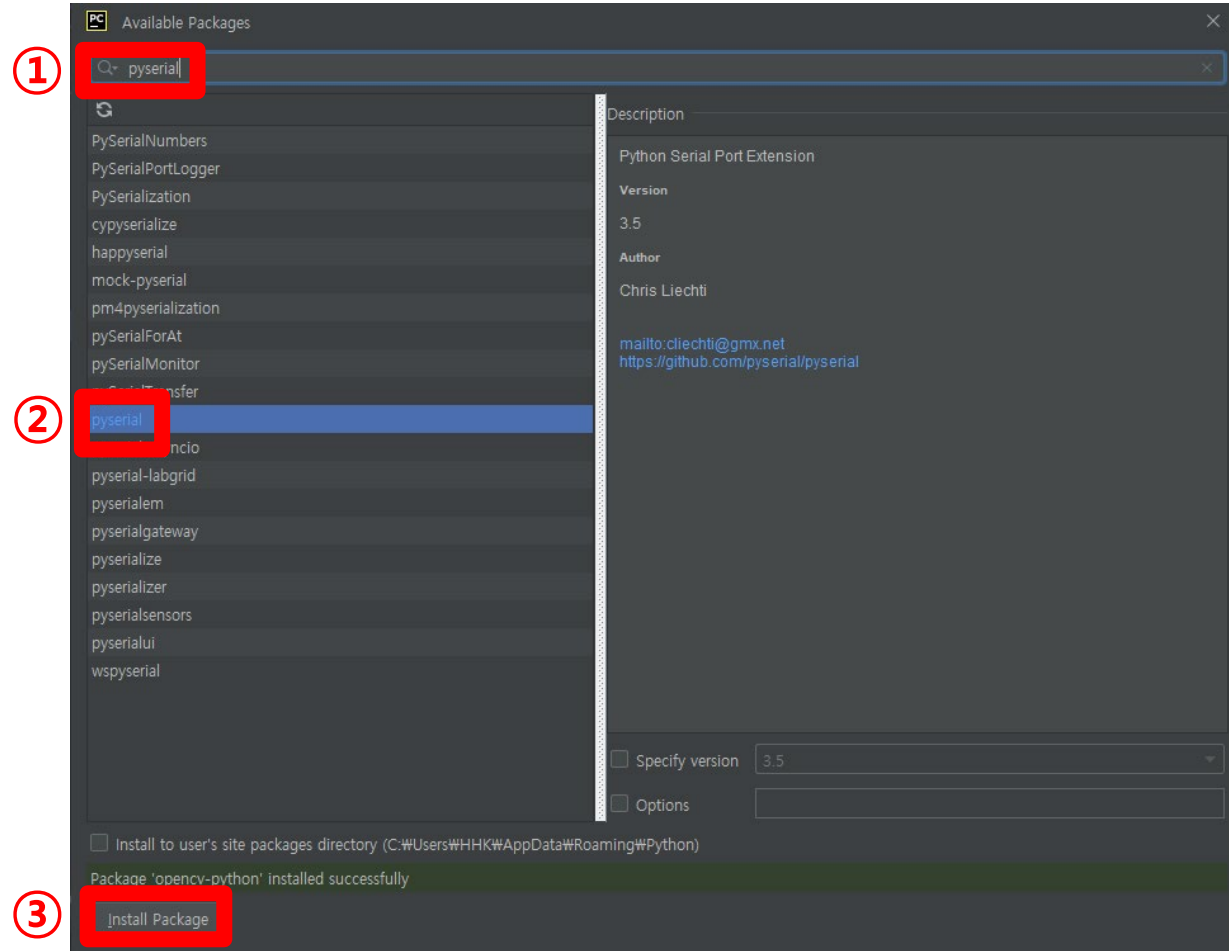 PC Available Packages
①
pyserial
Description
PySerialNumbers
PySerialPortLogger
PySerialization
cypyserialize
happyserial
mock-pyserial
pm4pyserialization
pySerialForAt
pySerialMonitor
pySerialTransfer
②
pyserial
ncio
pyserial-labgrid
pyserialem
pyserialgateway
pyserialize
pyserializer
pyserialsensors
pyserialui
wspyserial
Python Serial Port Extension
Version
3.5
Author
Chris Liechti
mailto:cliechti@gmx.net
https://github.com/pyserial/pyserial
Specify version 3.5
Options
Install to user's site packages directory (C:₩Users₩HHK₩AppData₩Roaming₩Python)
Package 'opencv-python' installed successfully
③
Install Package